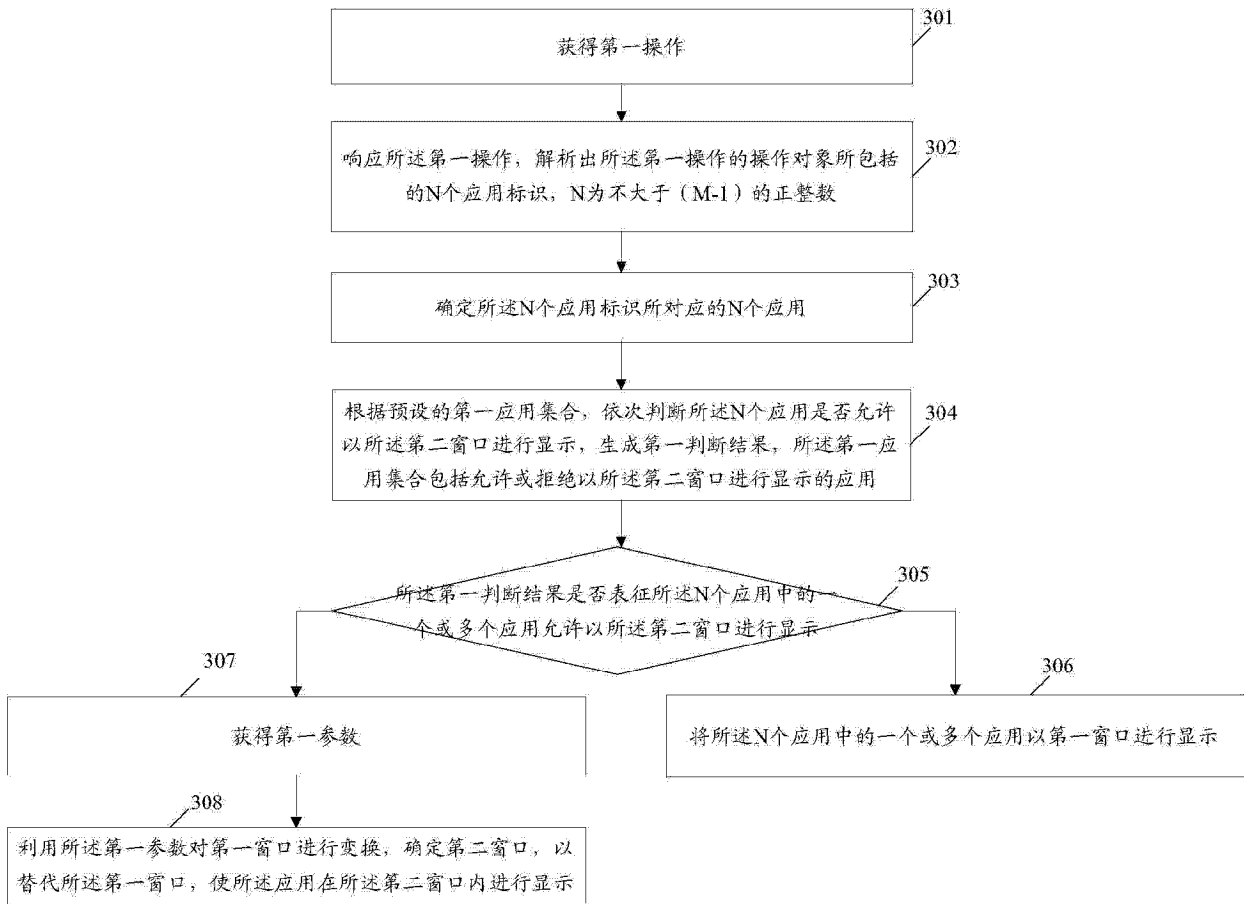 301
获得第一操作
302
响应所述第一操作，解析出所述第一操作的操作对象所包括
的N个应用标识，N为不大于（M-1）的正整数
303
确定所述N个应用标识所对应的N个应用
304
根据预设的第一应用集合，依次判断所述N个应用是否允许
以所述第二窗口进行显示，生成第一判断结果，所述第一应
用集合包括允许或拒绝以所述第二窗口进行显示的应用
305
所述第一判断结果是否表征所述N个应用中的一
个或多个应用允许以所述第二窗口进行显示
307
获得第一参数
306
将所述N个应用中的一个或多个应用以第一窗口进行显示
308
利用所述第一参数对第一窗口进行变换，确定第二窗口，以
替代所述第一窗口，使所述应用在所述第二窗口内进行显示